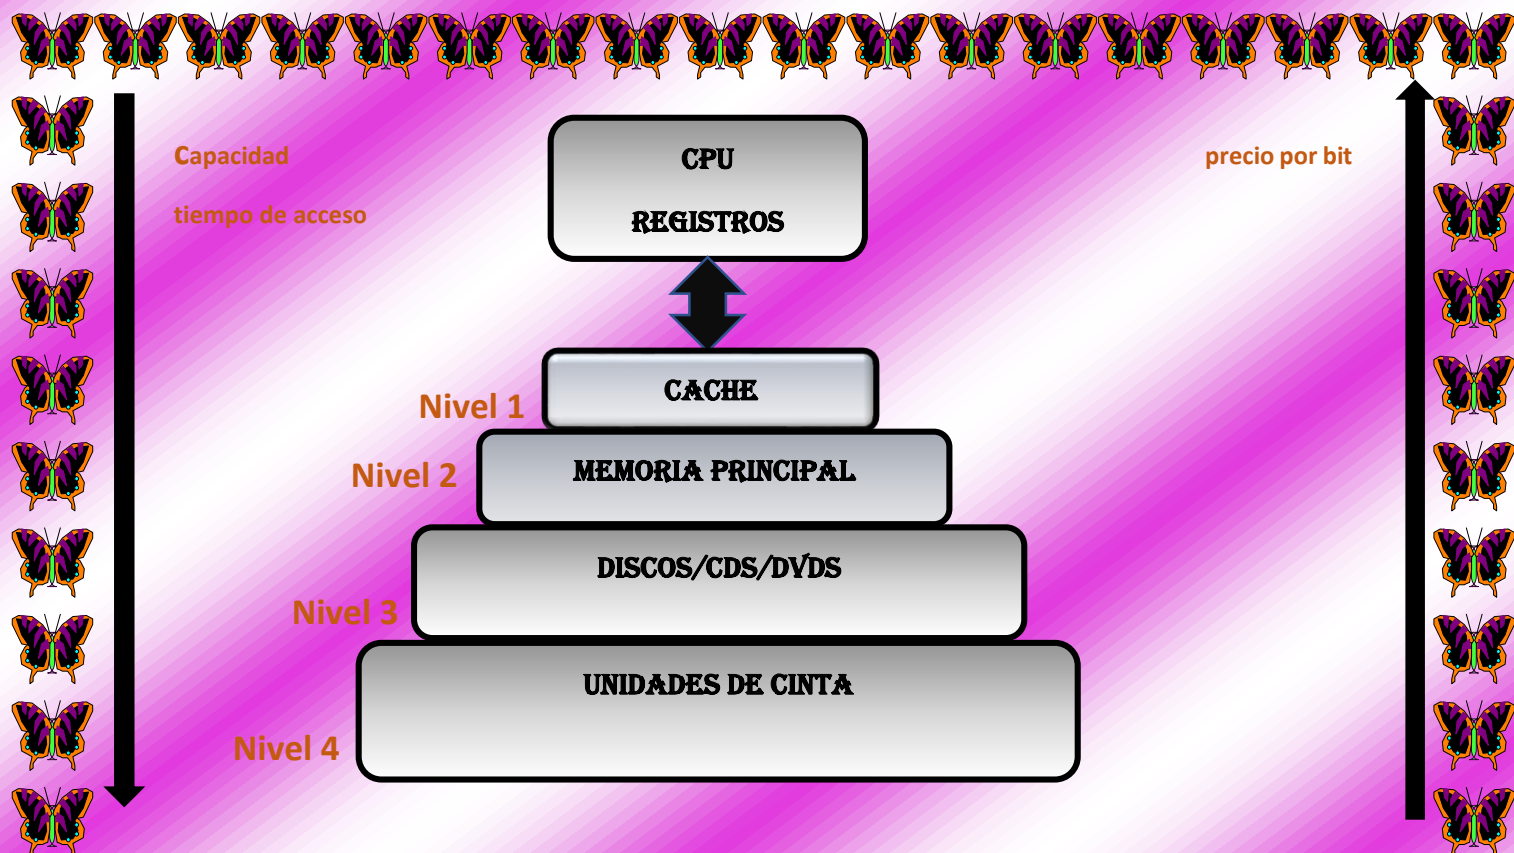 Capacidad
tiempo de acceso
precio por bit
CPU
REGISTROS
CACHE
Nivel 1
MEMORIA PRINCIPAL
Nivel 2
DISCOS/CDS/DVDS
Nivel 3
UNIDADES DE CINTA
Nivel 4